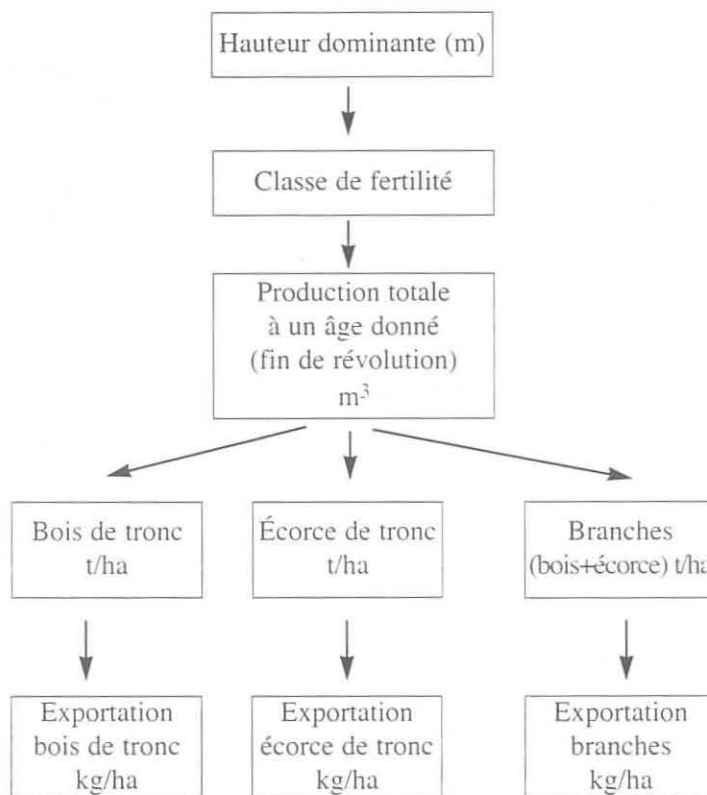 Hauteur dominante (m)
Classe de fertilité
Production totale
à un âge donné
(fin de révolution)
m³
Bois de tronc
t/ha
Écorce de tronc
t/ha
Branches
(bois+écorce) t/ha
Exportation
bois de tronc
kg/ha
Exportation
écorce de tronc
kg/ha
Exportation
branches
kg/ha